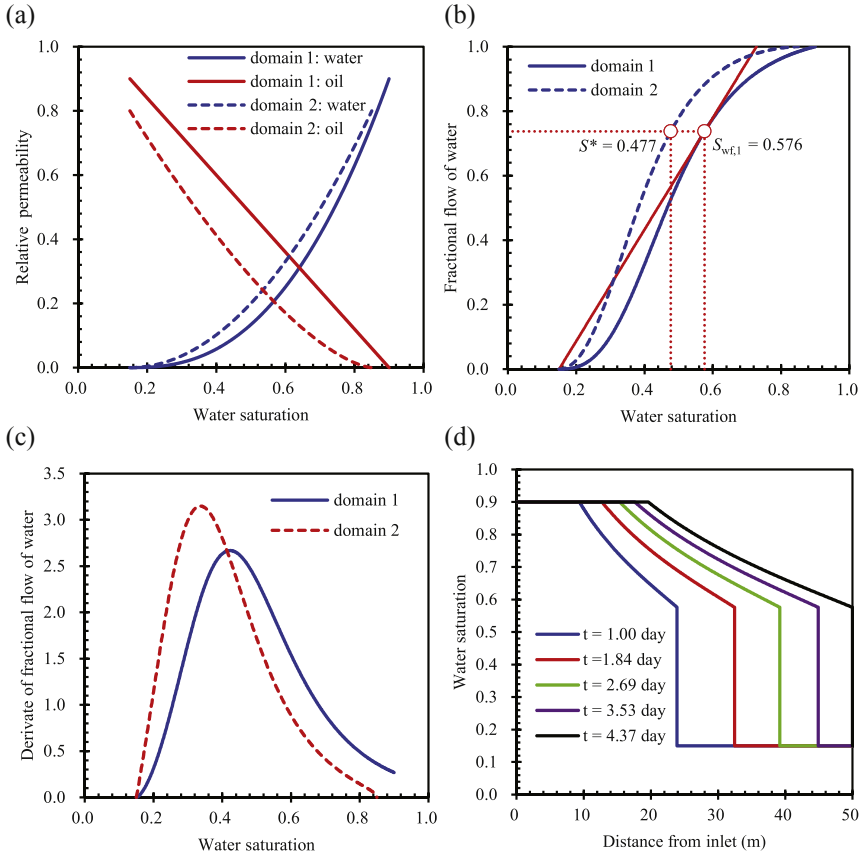 (a)
domain 1: water
domain 1: oil
domain 2: water
domain 2: oil
Relative permeability
1.0
0.8
0.6
0.4
0.2
0.0
0.0 0.2 0.4 0.6 0.8 1.0
Water saturation
(b)
domain 1
domain 2
S* = 0.477
Swf,1 = 0.576
Fractional flow of water
1.0
0.8
0.6
0.4
0.2
0.0
0.0 0.2 0.4 0.6 0.8 1.0
Water saturation
(c)
domain 1
domain 2
Derivate of fractional flow of water
3.5
3.0
2.5
2.0
1.5
1.0
0.5
0.0
0.0 0.2 0.4 0.6 0.8 1.0
Water saturation
(d)
Water saturation
1.0
0.9
0.8
0.7
0.6
0.5
0.4
0.3
0.2
0.1
0.0
t = 1.00 day
t =1.84 day
t = 2.69 day
t = 3.53 day
t = 4.37 day
0 10 20 30 40 50
Distance from inlet (m)